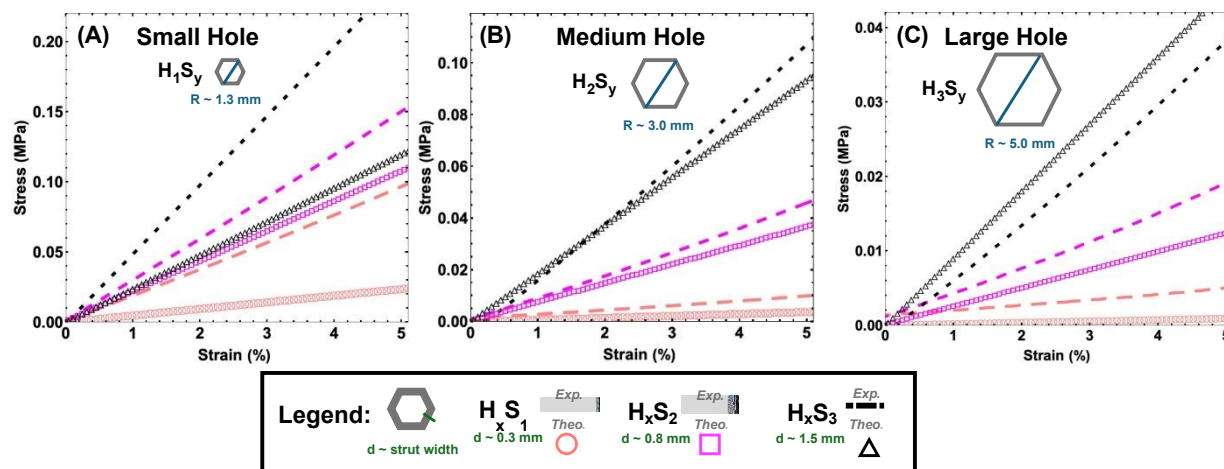 (A) Small Hole
H1Sy
R ~ 1.3 mm
Stress (MPa)
0.20
0.15
0.10
0.05
0.00
0 1 2 3 4 5
Strain (%)
(B) Medium Hole
H2Sy
R ~ 3.0 mm
Stress (MPa)
0.12
0.10
0.08
0.06
0.04
0.02
0.00
0 1 2 3 4 5
Strain (%)
(C) Large Hole
H3Sy
R ~ 5.0 mm
Stress (MPa)
0.04
0.03
0.02
0.01
0.00
0 1 2 3 4 5
Strain (%)
Legend:
d ~ strut width
HxS1
d ~ 0.3 mm
Exp.
Theo.
HxS2
d ~ 0.8 mm
Exp.
Theo.
HxS3
d ~ 1.5 mm
Exp.
Theo.